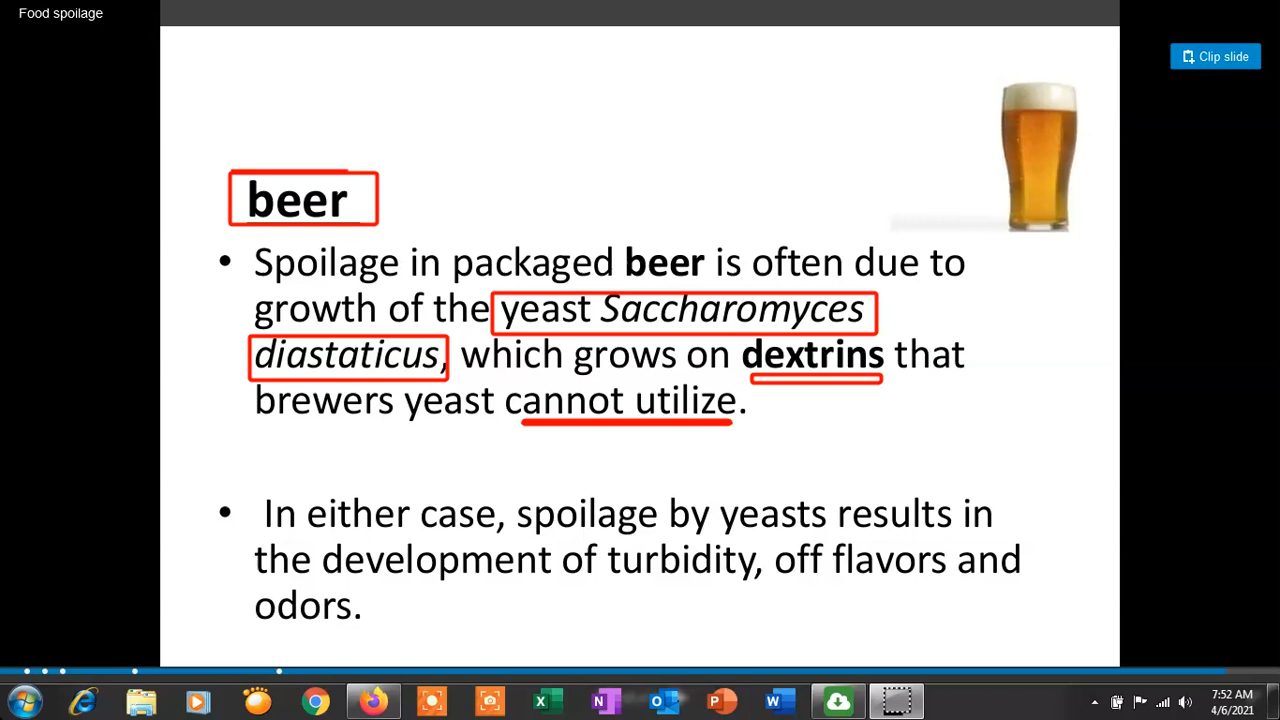 Food spoilage
Clip slide
beer
• Spoilage in packaged beer is often due to
growth of the yeast Saccharomyces
diastaticus, which grows on dextrins that
brewers yeast cannot utilize.
• In either case, spoilage by yeasts results in
the development of turbidity, off flavors and
odors.
7:52 AM
4/6/2021